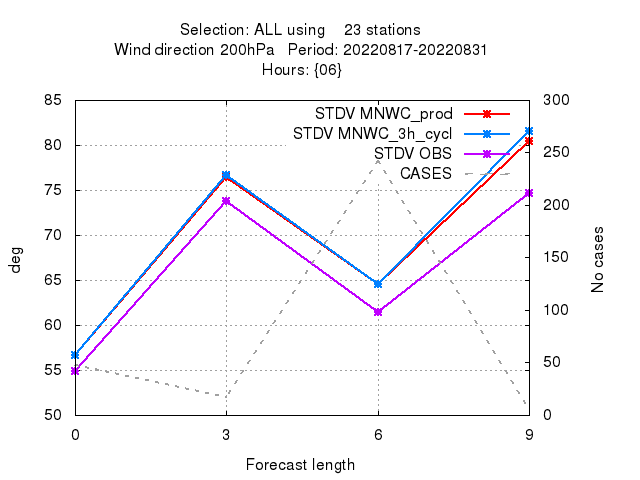 Selection: ALL using 23 stations
Wind direction 200hPa Period: 20220817-20220831
Hours: {06}
STDV MNWC_prod
STDV MNWC_3h_cycl
STDV OBS
CASES
85
80
75
70
65
60
55
50
deg
300
250
200
150
100
50
0
No cases
0 3 6 9
Forecast length